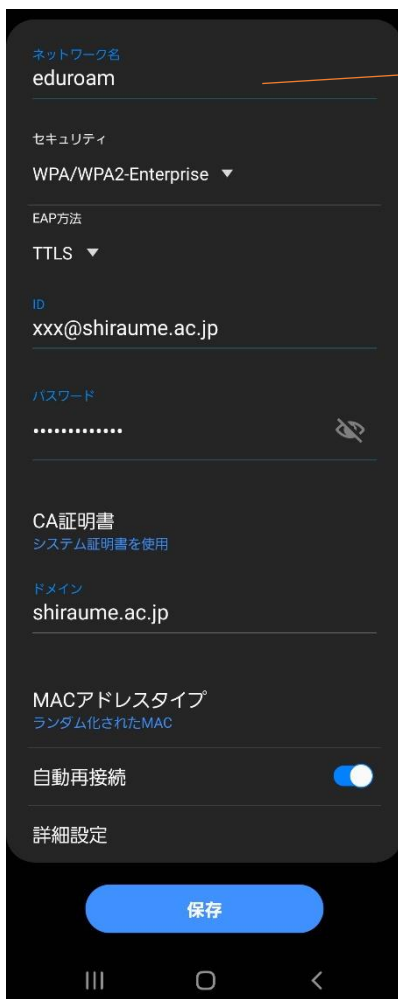 ネットワーク名
eduroam
セキュリティ
WPA/WPA2-Enterprise
EAP方法
TTLS
ID
xxx@shiraume.ac.jp
パスワード
•••••••••••••
CA証明書
システム証明書を使用
ドメイン
shiraume.ac.jp
MACアドレスタイプ
ランダム化されたMAC
自動再接続
詳細設定
保存